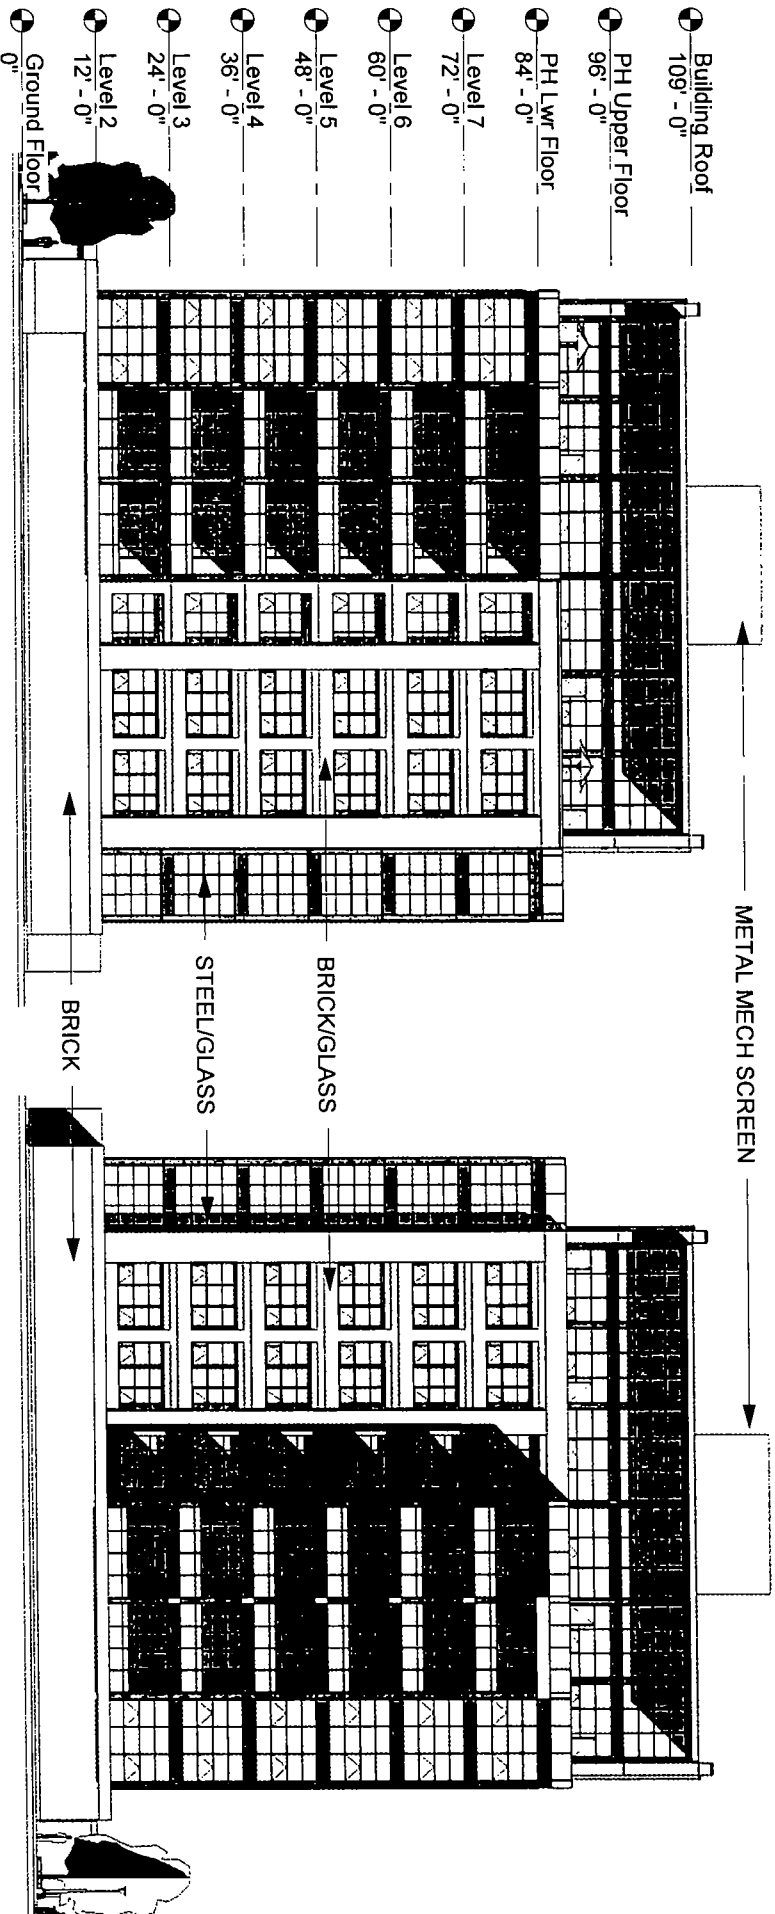 Building Roof
109' - 0"
PH Upper Floor
96' - 0"
PH Lwr Floor
84' - 0"
Level 7
72' - 0"
Level 6
60' - 0"
Level 5
48' - 0"
Level 4
36' - 0"
Level 3
24' - 0"
Level 2
12' - 0"
Ground Floor
0"
METAL MECH SCREEN
BRICK/GLASS
STEEL/GLASS
BRICK